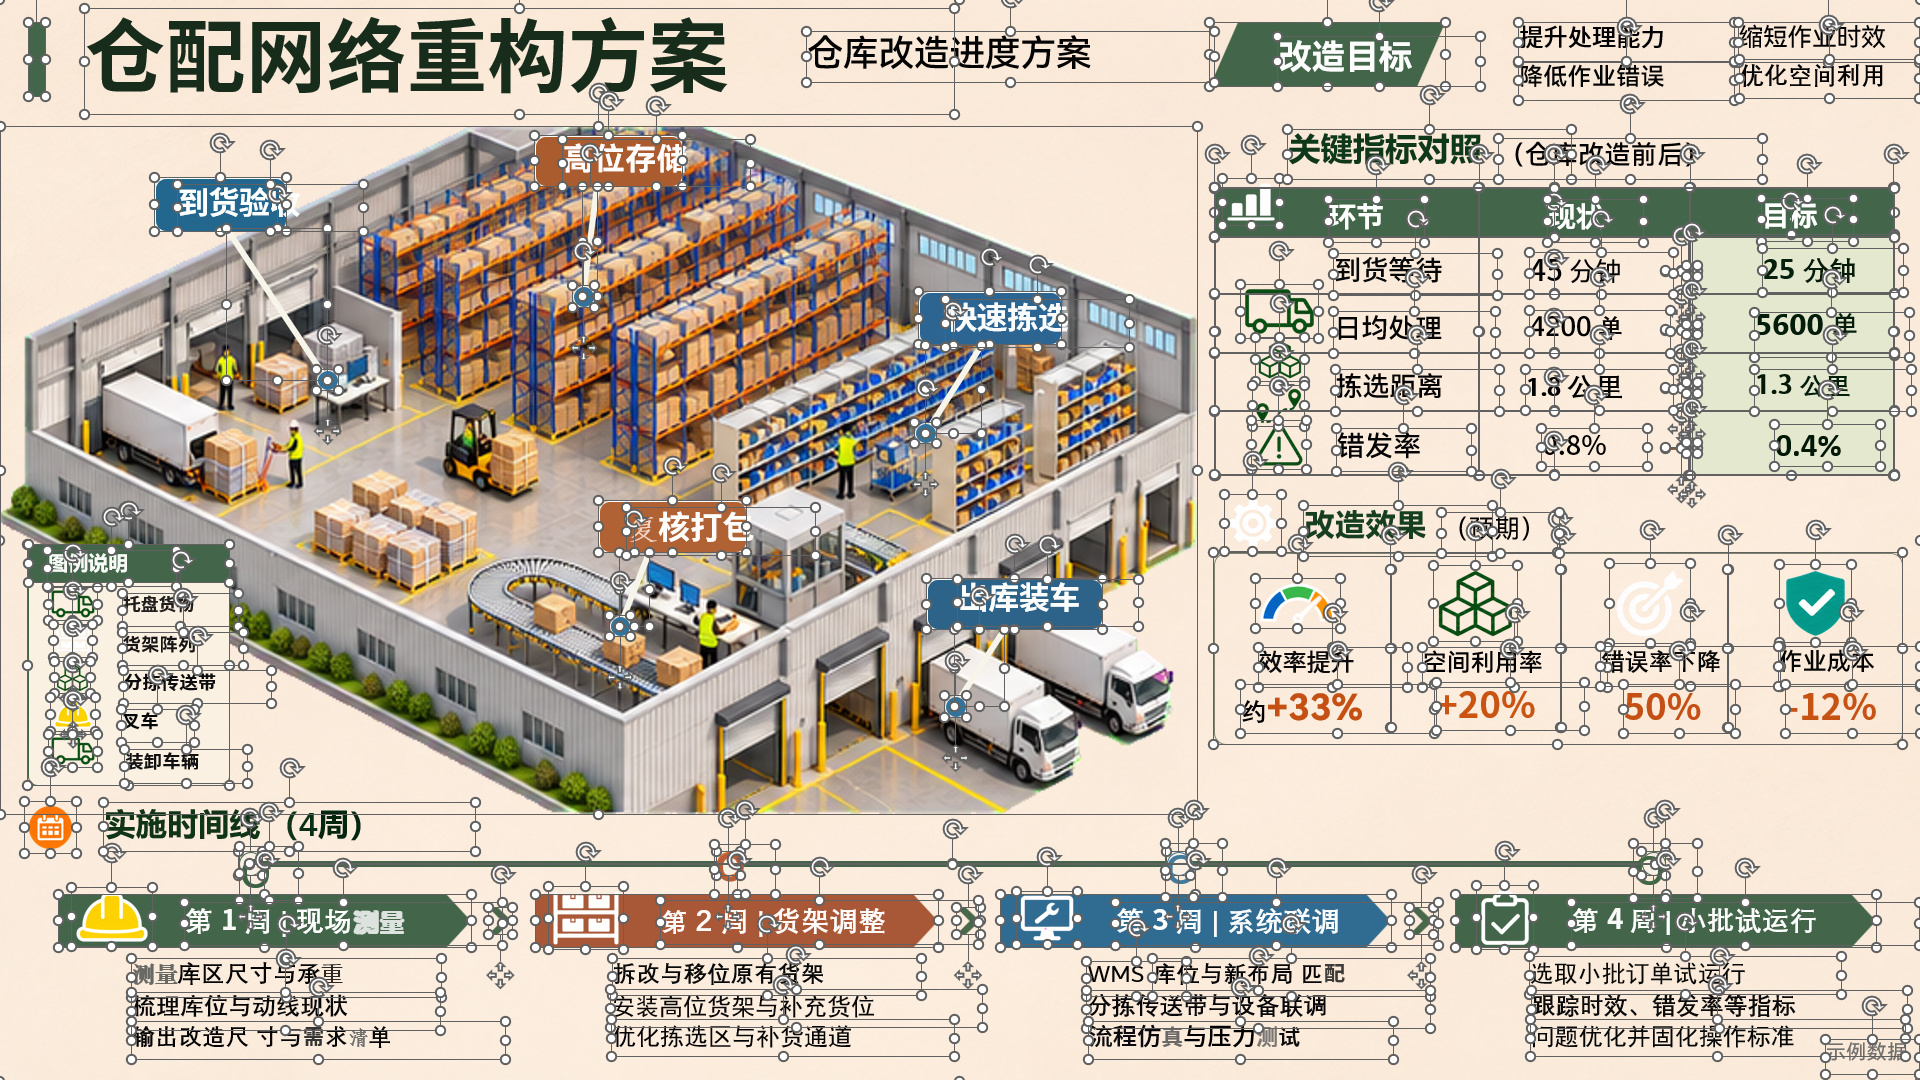 仓配网络重构方案
仓库改造进度方案
改造目标
提升处理能力
缩短作业时效
降低作业错误
优化空间利用
高位存储
到货验收
快速拣选
复核打包
出库装车
关键指标对照
（仓库改造前后）
环节 现状 目标
到货等待 45 分钟 25 分钟
日均处理 4200 单 5600 单
拣选距离 1.8 公里 1.3 公里
错发率 0.8% 0.4%
改造效果
（预期）
效率提升
约+33%
空间利用率
+20%
错误率下降
50%
作业成本
-12%
图例说明
托盘货物
货架阵列
分拣传送带
叉车
装卸车辆
实施时间线（4周）
第 1 周 | 现场测量
测量库区尺寸与承重
梳理库位与动线现状
输出改造尺 寸与需求清单
第 2 周 | 货架调整
拆改与移位原有货架
安装高位货架与补充货位
优化拣选区与补货通道
第 3 周 | 系统联调
WMS 库位与新布局 匹配
分拣传送带与设备联调
流程仿真与压力测试
第 4 周 | 小批试运行
选取小批订单试运行
跟踪时效、错发率等指标
问题优化并固化操作标准
示例数据